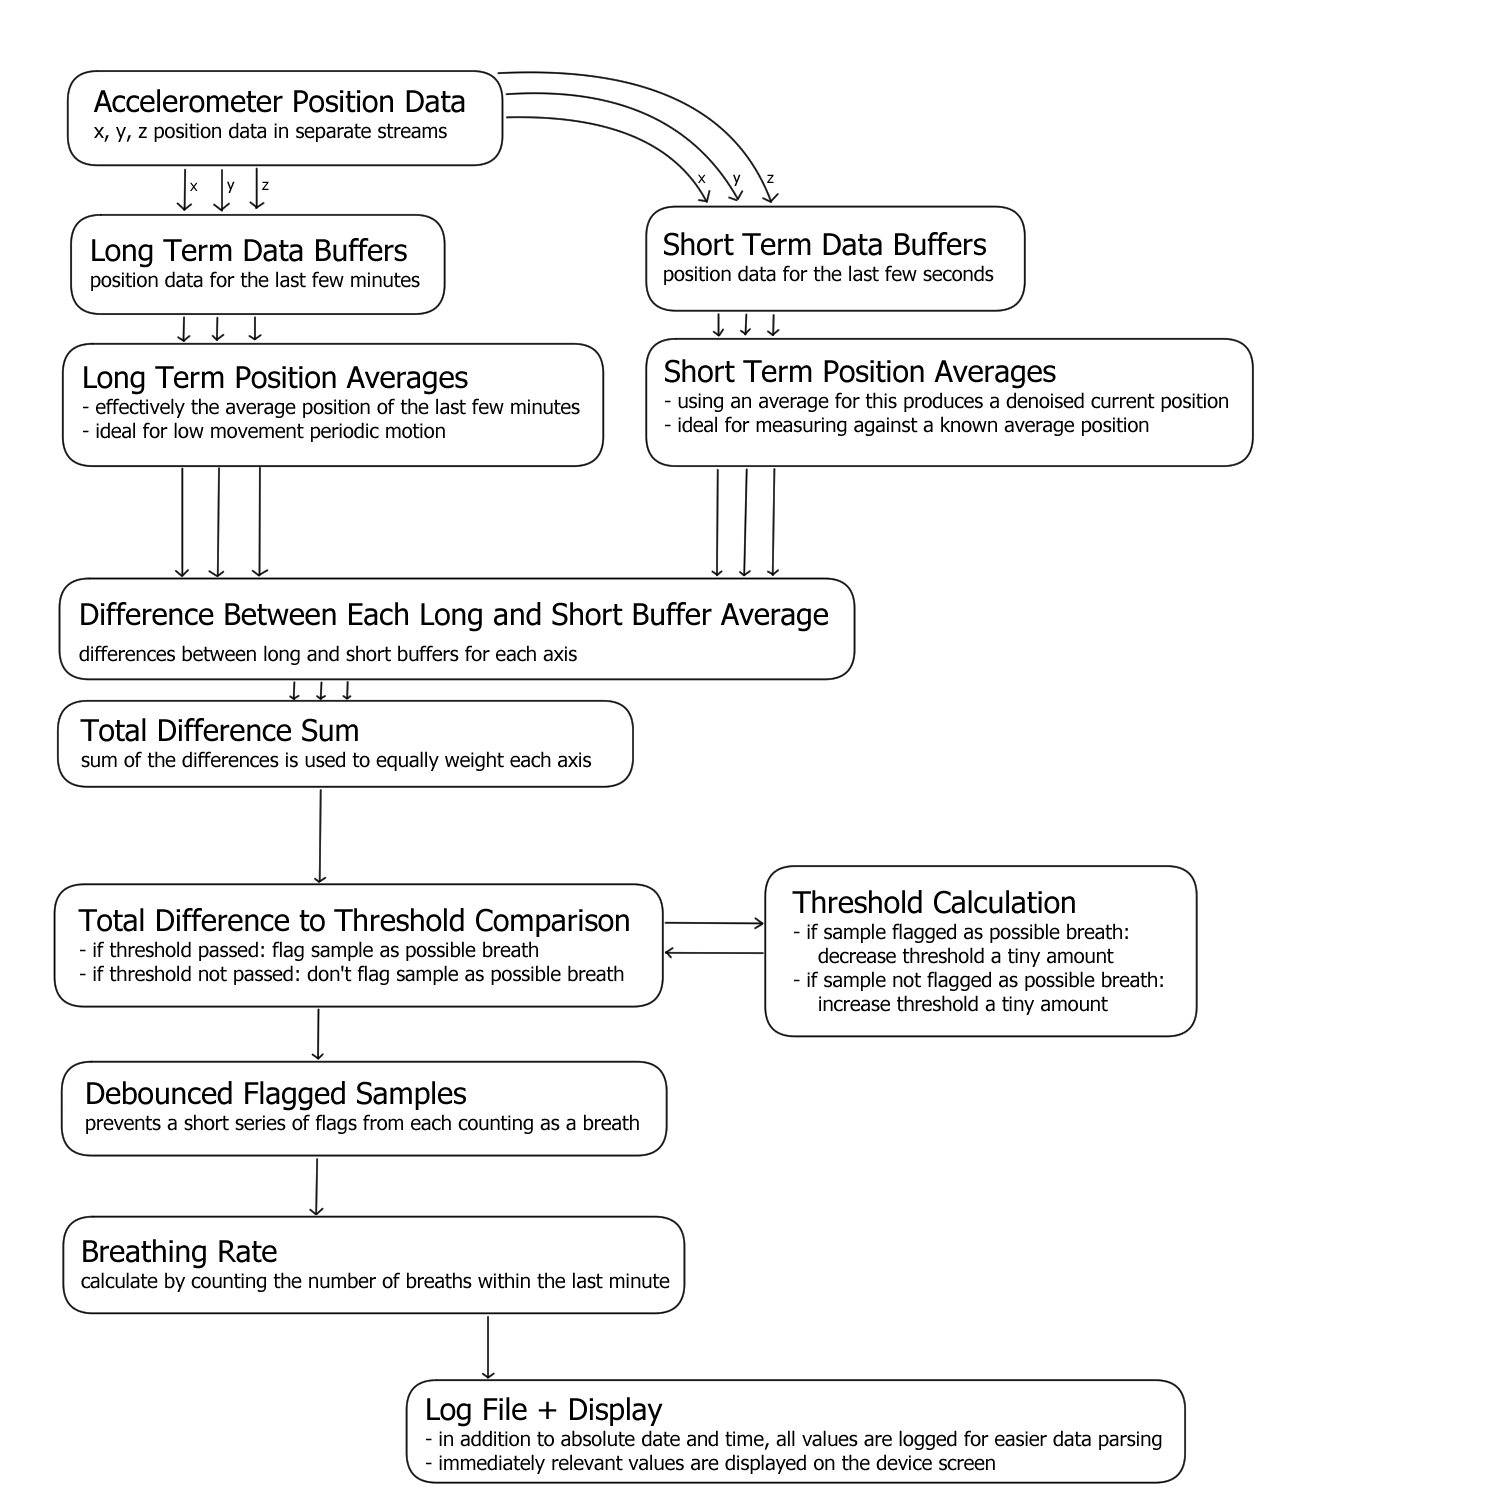 Accelerometer Position Data
x, y, z position data in separate streams
x
y
z
x
y
z
Long Term Data Buffers
position data for the last few minutes
Short Term Data Buffers
position data for the last few seconds
Long Term Position Averages
- effectively the average position of the last few minutes
- ideal for low movement periodic motion
Short Term Position Averages
- using an average for this produces a denoised current position
- ideal for measuring against a known average position
Difference Between Each Long and Short Buffer Average
differences between long and short buffers for each axis
Total Difference Sum
sum of the differences is used to equally weight each axis
Total Difference to Threshold Comparison
- if threshold passed: flag sample as possible breath
- if threshold not passed: don't flag sample as possible breath
Threshold Calculation
- if sample flagged as possible breath:
decrease threshold a tiny amount
- if sample not flagged as possible breath:
increase threshold a tiny amount
Debounced Flagged Samples
prevents a short series of flags from each counting as a breath
Breathing Rate
calculate by counting the number of breaths within the last minute
Log File + Display
- in addition to absolute date and time, all values are logged for easier data parsing
- immediately relevant values are displayed on the device screen